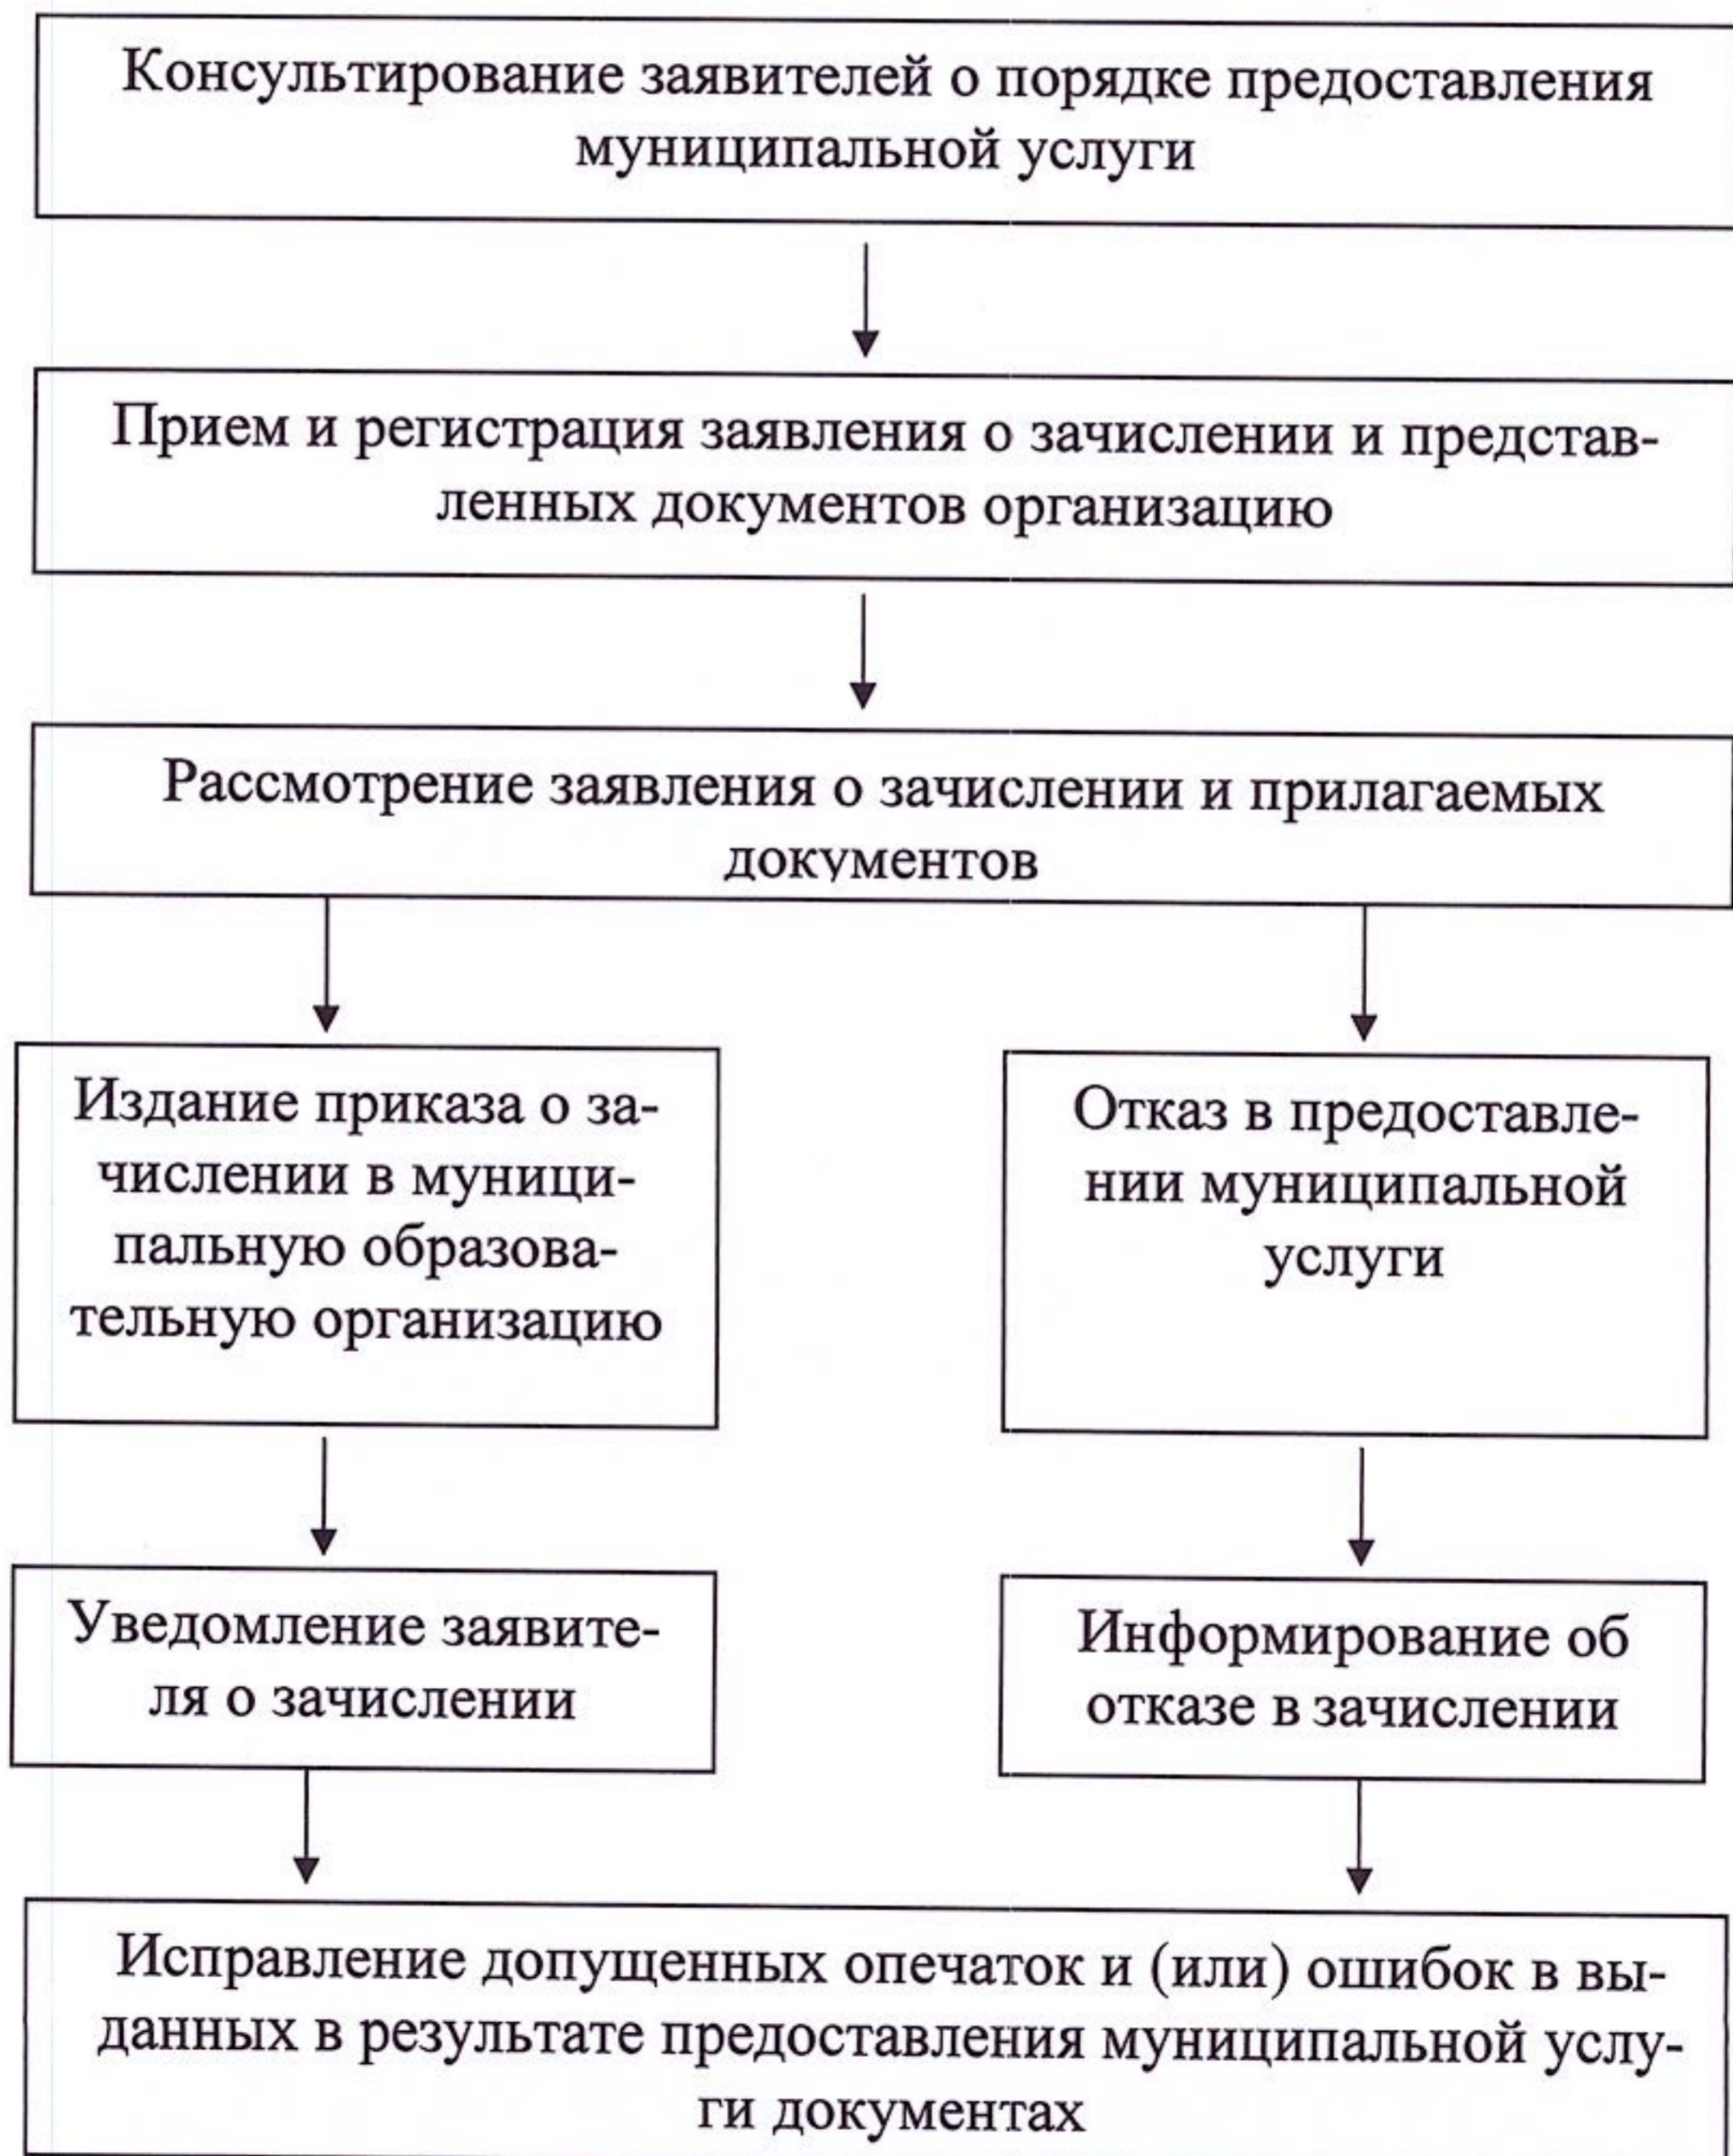 Консультирование заявителей о порядке предоставления
муниципальной услуги
Прием и регистрация заявления о зачислении и представ-
ленных документов организацию
Рассмотрение заявления о зачислении и прилагаемых
документов
Издание приказа о за-
числении в муници-
пальную образова-
тельную организацию
Отказ в предоставле-
нии муниципальной
услуги
Уведомление заявите-
ля о зачислении
Информирование об
отказе в зачислении
Исправление допущенных опечаток и (или) ошибок в вы-
данных в результате предоставления муниципальной услу-
ги документах